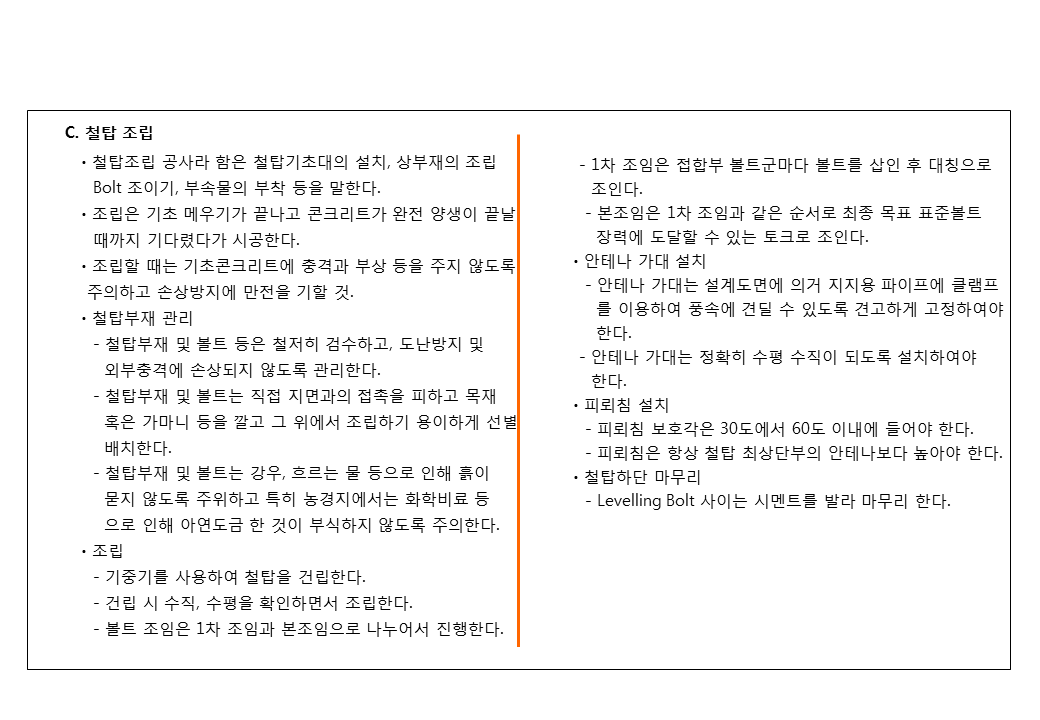 C. 철탑 조립
・철탑조립 공사라 함은 철탑기초대의 설치, 상부재의 조립
Bolt 조이기, 부속물의 부착 등을 말한다.
・조립은 기초 메우기가 끝나고 콘크리트가 완전 양생이 끝날
때까지 기다렸다가 시공한다.
・조립할 때는 기초콘크리트에 충격과 부상 등을 주지 않도록
주의하고 손상방지에 만전을 기할 것.
・철탑부재 관리
- 철탑부재 및 볼트 등은 철저히 검수하고, 도난방지 및
외부충격에 손상되지 않도록 관리한다.
- 철탑부재 및 볼트는 직접 지면과의 접촉을 피하고 목재
혹은 가마니 등을 깔고 그 위에서 조립하기 용이하게 선별
배치한다.
- 철탑부재 및 볼트는 강우, 흐르는 물 등으로 인해 흙이
묻지 않도록 주위하고 특히 농경지에서는 화학비료 등
으로 인해 아연도금 한 것이 부식하지 않도록 주의한다.
・조립
- 기중기를 사용하여 철탑을 건립한다.
- 건립 시 수직, 수평을 확인하면서 조립한다.
- 볼트 조임은 1차 조임과 본조임으로 나누어서 진행한다.
- 1차 조임은 접합부 볼트군마다 볼트를 삽인 후 대칭으로
조인다.
- 본조임은 1차 조임과 같은 순서로 최종 목표 표준볼트
장력에 도달할 수 있는 토크로 조인다.
・안테나 가대 설치
- 안테나 가대는 설계도면에 의거 지지용 파이프에 클램프
를 이용하여 풍속에 견딜 수 있도록 견고하게 고정하여야
한다.
- 안테나 가대는 정확히 수평 수직이 되도록 설치하여야
한다.
・피뢰침 설치
- 피뢰침 보호각은 30도에서 60도 이내에 들어야 한다.
- 피뢰침은 항상 철탑 최상단부의 안테나보다 높아야 한다.
・철탑하단 마무리
- Levelling Bolt 사이는 시멘트를 발라 마무리 한다.